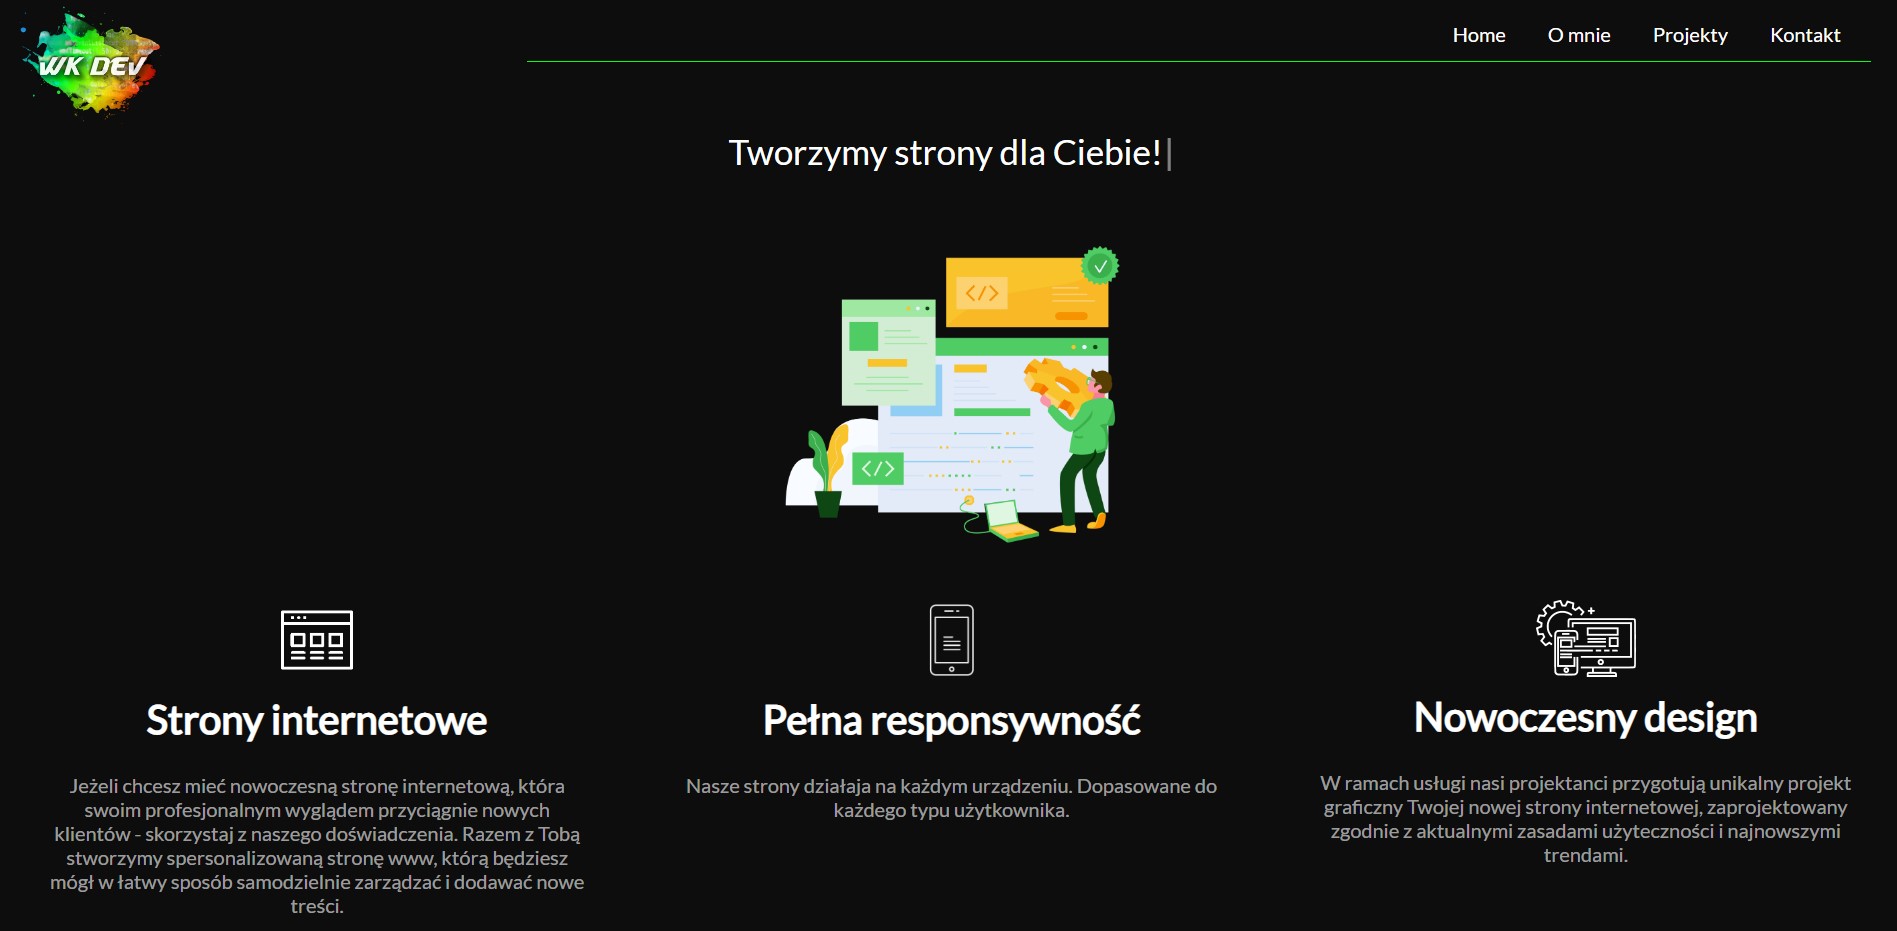 WK DEV
Home
O mnie
Projekty
Kontakt
Tworzymy strony dla Ciebie!
</>
</>
Strony internetowe
Jeżeli chcesz mieć nowoczesną stronę internetową, która
swoim profesjonalnym wyglądem przyciągnie nowych
klientów - skorzystaj z naszego doświadczenia. Razem z Tobą
stworzymy spersonalizowaną stronę www, którą będziesz
mógł w łatwy sposób samodzielnie zarządzać i dodawać nowe
treści.
Pełna responsywność
Nasze strony działaja na każdym urządzeniu. Dopasowane do
każdego typu użytkownika.
Nowoczesny design
W ramach usługi nasi projektanci przygotują unikalny projekt
graficzny Twojej nowej strony internetowej, zaprojektowany
zgodnie z aktualnymi zasadami użyteczności i najnowszymi
trendami.